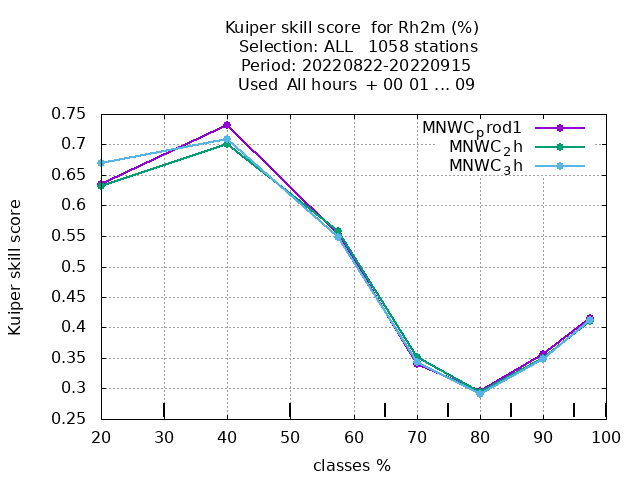 Kuiper skill score  for Rh2m (%)
Selection: ALL   1058 stations
Period: 20220822-20220915
Used  All hours  + 00 01 ... 09
0.75
0.7
0.65
0.6
0.55
0.5
0.45
0.4
0.35
0.3
0.25
Kuiper skill score
MNWC_prod1
MNWC_2h
MNWC_3h
20 30 40 50 60 70 80 90 100
classes %